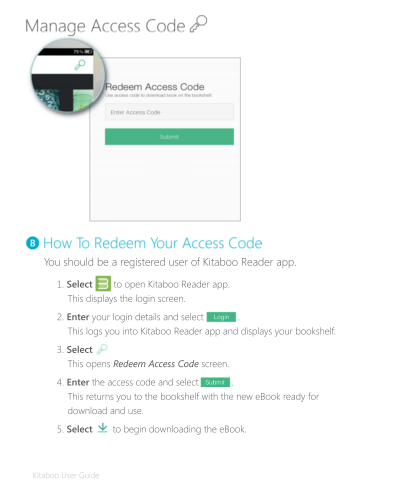 Manage Access Code
79%
Redeem Access Code
Use access code to download book on the bookshelf.
Enter Access Code
Submit
8 How To Redeem Your Access Code
You should be a registered user of Kitaboo Reader app.
1. Select to open Kitaboo Reader app.
This displays the login screen.
2. Enter your login details and select Login .
This logs you into Kitaboo Reader app and displays your bookshelf.
3. Select
This opens Redeem Access Code screen.
4. Enter the access code and select Submit .
This returns you to the bookshelf with the new eBook ready for
download and use.
5. Select to begin downloading the eBook.
Kitaboo User Guide